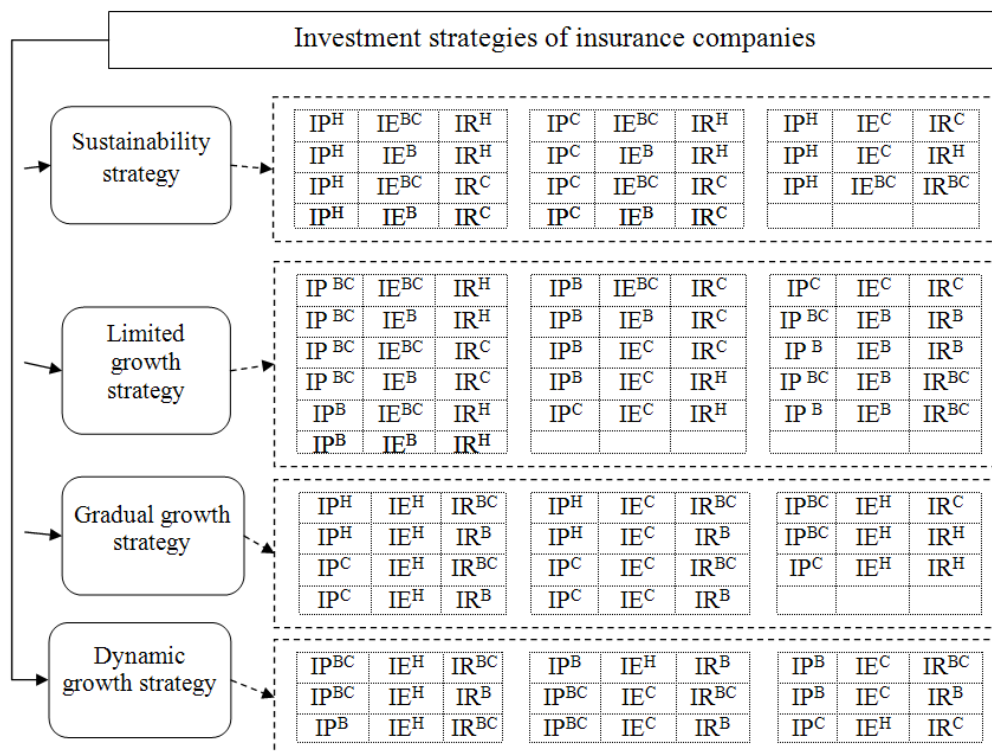 Investment strategies of insurance companies
Sustainability
strategy
IPᴴ IEᴮᶜ IRᴴ IPᶜ IEᴮᶜ IRᴴ IPᴴ IEᶜ IRᶜ
IPᴴ IEᴮ IRᴴ IPᶜ IEᴮ IRᴴ IPᴴ IEᶜ IRᴴ
IPᴴ IEᴮᶜ IRᶜ IPᶜ IEᴮᶜ IRᶜ IPᴴ IEᴮᶜ IRᴮᶜ
IPᴴ IEᴮ IRᶜ IPᶜ IEᴮ IRᶜ
Limited
growth
strategy
IP ᴮᶜ IEᴮᶜ IRᴴ IPᴮ IEᴮᶜ IRᶜ IPᶜ IEᶜ IRᶜ
IP ᴮᶜ IEᴮ IRᴴ IPᴮ IEᴮ IRᶜ IP ᴮᶜ IEᴮ IRᴮ
IP ᴮᶜ IEᴮᶜ IRᶜ IPᴮ IEᶜ IRᶜ IP ᴮ IEᴮ IRᴮ
IP ᴮᶜ IEᴮ IRᶜ IPᴮ IEᶜ IRᴴ IP ᴮᶜ IEᴮ IRᴮᶜ
IPᴮ IEᴮᶜ IRᴴ IPᶜ IEᶜ IRᴴ IP ᴮ IEᴮ IRᴮᶜ
IPᴮ IEᴮ IRᴴ
Gradual growth
strategy
IPᴴ IEᴴ IRᴮᶜ IPᴴ IEᶜ IRᴮᶜ IPᴮᶜ IEᴴ IRᶜ
IPᴴ IEᴴ IRᴮ IPᴴ IEᶜ IRᴮ IPᴮᶜ IEᴴ IRᴴ
IPᶜ IEᴴ IRᴮᶜ IPᶜ IEᶜ IRᴮᶜ IPᶜ IEᴴ IRᴴ
IPᶜ IEᴴ IRᴮ IPᶜ IEᶜ IRᴮ
Dynamic
growth strategy
IPᴮᶜ IEᴴ IRᴮᶜ IPᴮ IEᴴ IRᴮ IPᴮ IEᶜ IRᴮᶜ
IPᴮᶜ IEᴴ IRᴮ IPᴮᶜ IEᶜ IRᴮᶜ IPᴮ IEᶜ IRᴮ
IPᴮ IEᴴ IRᴮᶜ IPᴮᶜ IEᶜ IRᴮ IPᶜ IEᴴ IRᶜ